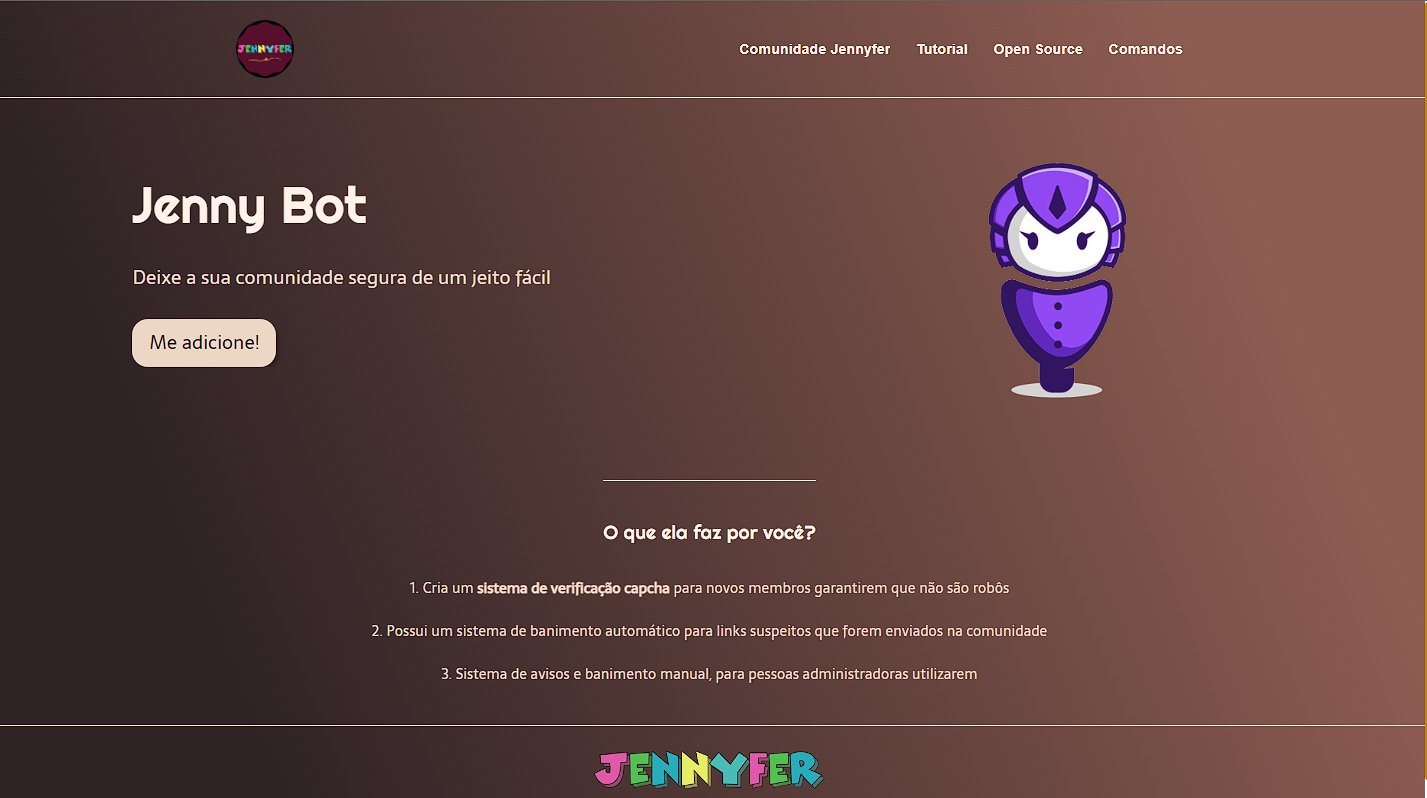 JENNYFER
Comunidade Jennyfer Tutorial Open Source Comandos
Jenny Bot
Deixe a sua comunidade segura de um jeito fácil
Me adicione!
O que ela faz por você?
1. Cria um sistema de verificação capcha para novos membros garantirem que não são robôs
2. Possui um sistema de banimento automático para links suspeitos que forem enviados na comunidade
3. Sistema de avisos e banimento manual, para pessoas administradoras utilizarem
JENNYFER